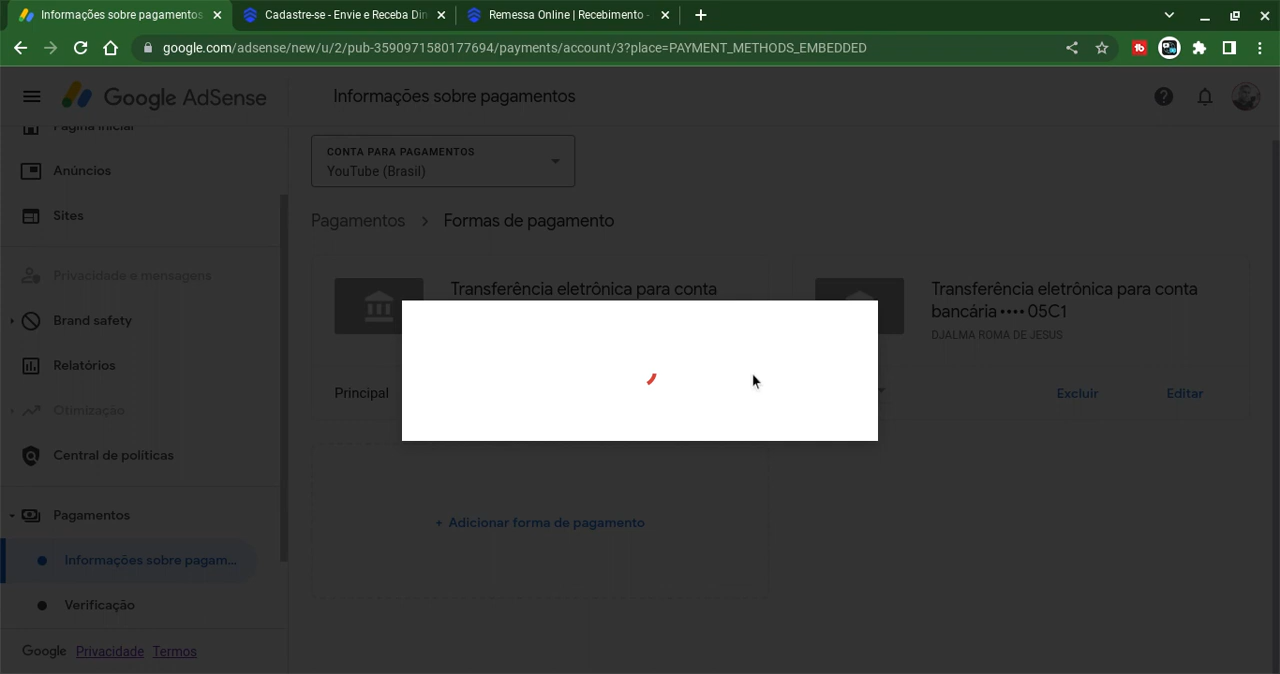 Informações sobre pagamentos
Cadastre-se - Envie e Receba Din
Remessa Online | Recebimento -
google.com/adsense/new/u/2/pub-3590971580177694/payments/account/3?place=PAYMENT_METHODS_EMBEDDED
Google AdSense
Informações sobre pagamentos
Página inicial
Anúncios
Sites
Privacidade e mensagens
Brand safety
Relatórios
Otimização
Central de políticas
Pagamentos
Informações sobre pagam...
Verificação
Google Privacidade Termos
CONTA PARA PAGAMENTOS
YouTube (Brasil)
Pagamentos > Formas de pagamento
Transferência eletrônica para conta
Principal
Transferência eletrônica para conta
bancária •••• 05C1
DJALMA ROMA DE JESUS
Excluir
Editar
+ Adicionar forma de pagamento